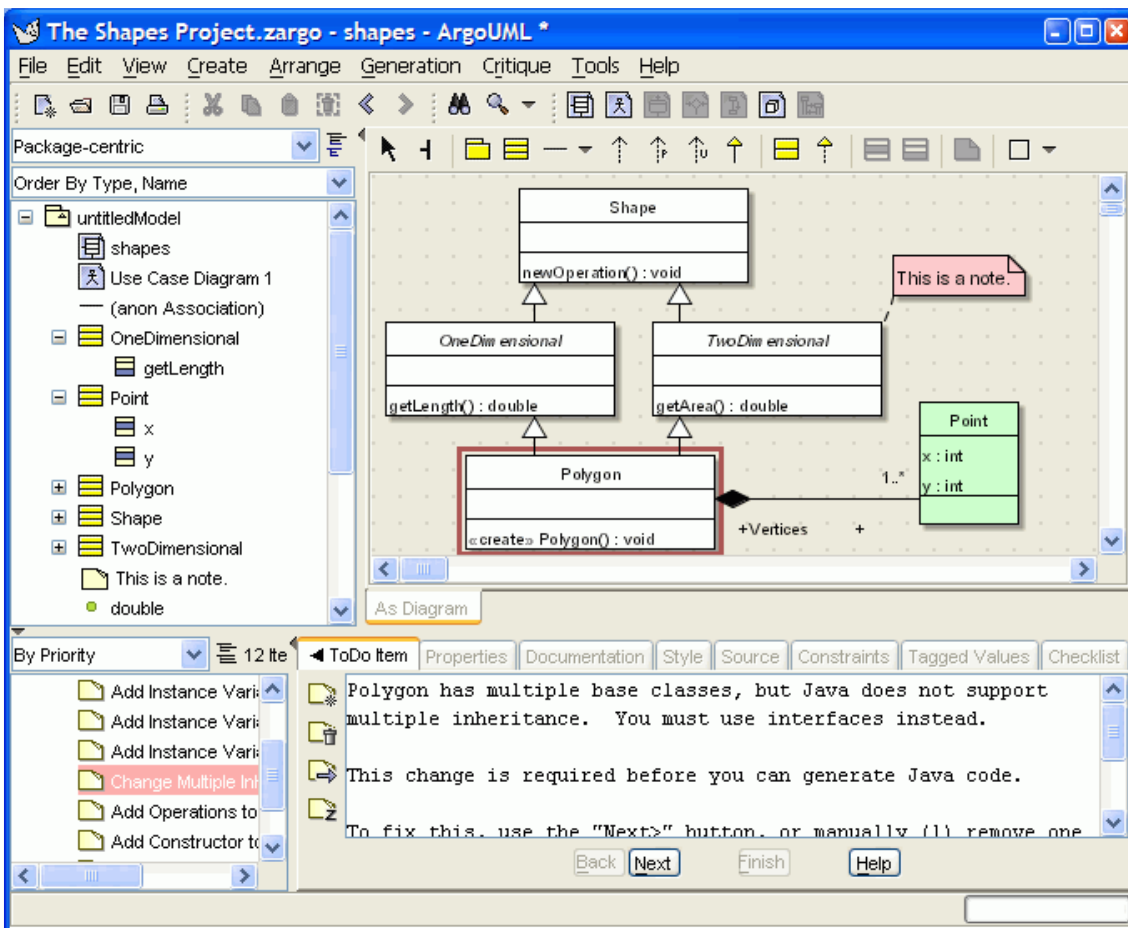 The Shapes Project.zargo - shapes - ArgoUML *
File Edit View Create Arrange Generation Critique Tools Help
Package-centric
Order By Type, Name
untitledModel
shapes
Use Case Diagram 1
(anon Association)
OneDimensional
getLength
Point
x
y
Polygon
Shape
TwoDimensional
This is a note.
double
Shape
newOperation() : void
This is a note.
OneDimensional
getLength() : double
TwoDimensional
getArea() : double
Point
x : int
y : int
1..*
Polygon
«create» Polygon() : void
+Vertices +
As Diagram
By Priority
12 Ite
Add Instance Vari
Add Instance Vari
Add Instance Vari
Change Multiple Inh
Add Operations to
Add Constructor to
ToDo Item Properties Documentation Style Source Constraints Tagged Values Checklist
Polygon has multiple base classes, but Java does not support
multiple inheritance. You must use interfaces instead.
This change is required before you can generate Java code.
To fix this, use the "Next>" button, or manually (1) remove one
Back Next Finish Help